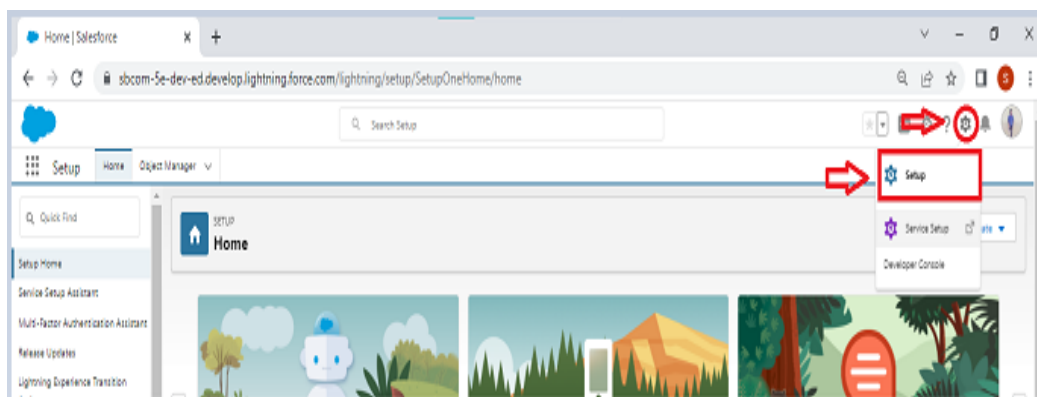 Home | Salesforce
sbcom-5e-dev-ed.develop.lightning.force.com/lightning/setup/SetupOneHome/home
S
Search Setup
?
Setup
Home
Object Manager
Setup
Quick Find
SETUP
Home
Service Setup
ate
Developer Console
Setup Home
Service Setup Assistant
Multi-Factor Authentication Assistant
Release Updates
Lightning Experience Transition